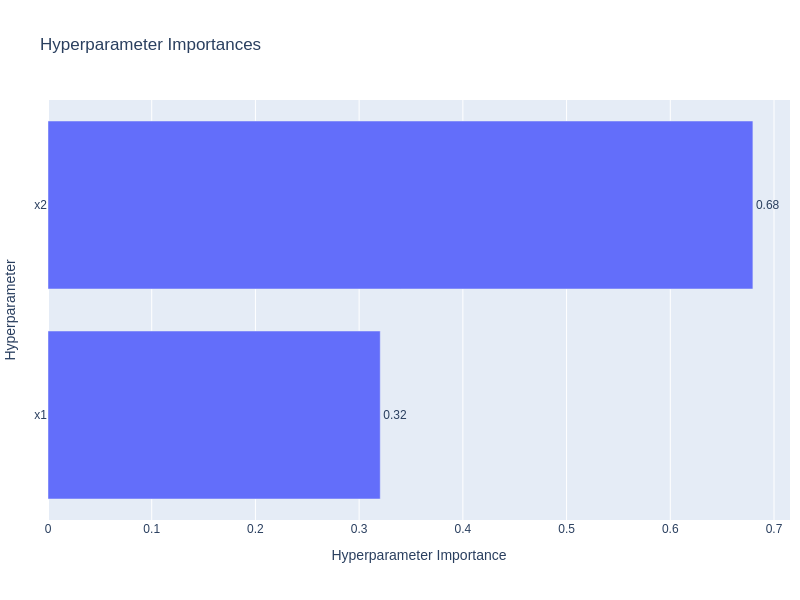 Hyperparameter Importances
Hyperparameter
x2
0.68
x1
0.32
0
0.1
0.2
0.3
0.4
0.5
0.6
0.7
Hyperparameter Importance